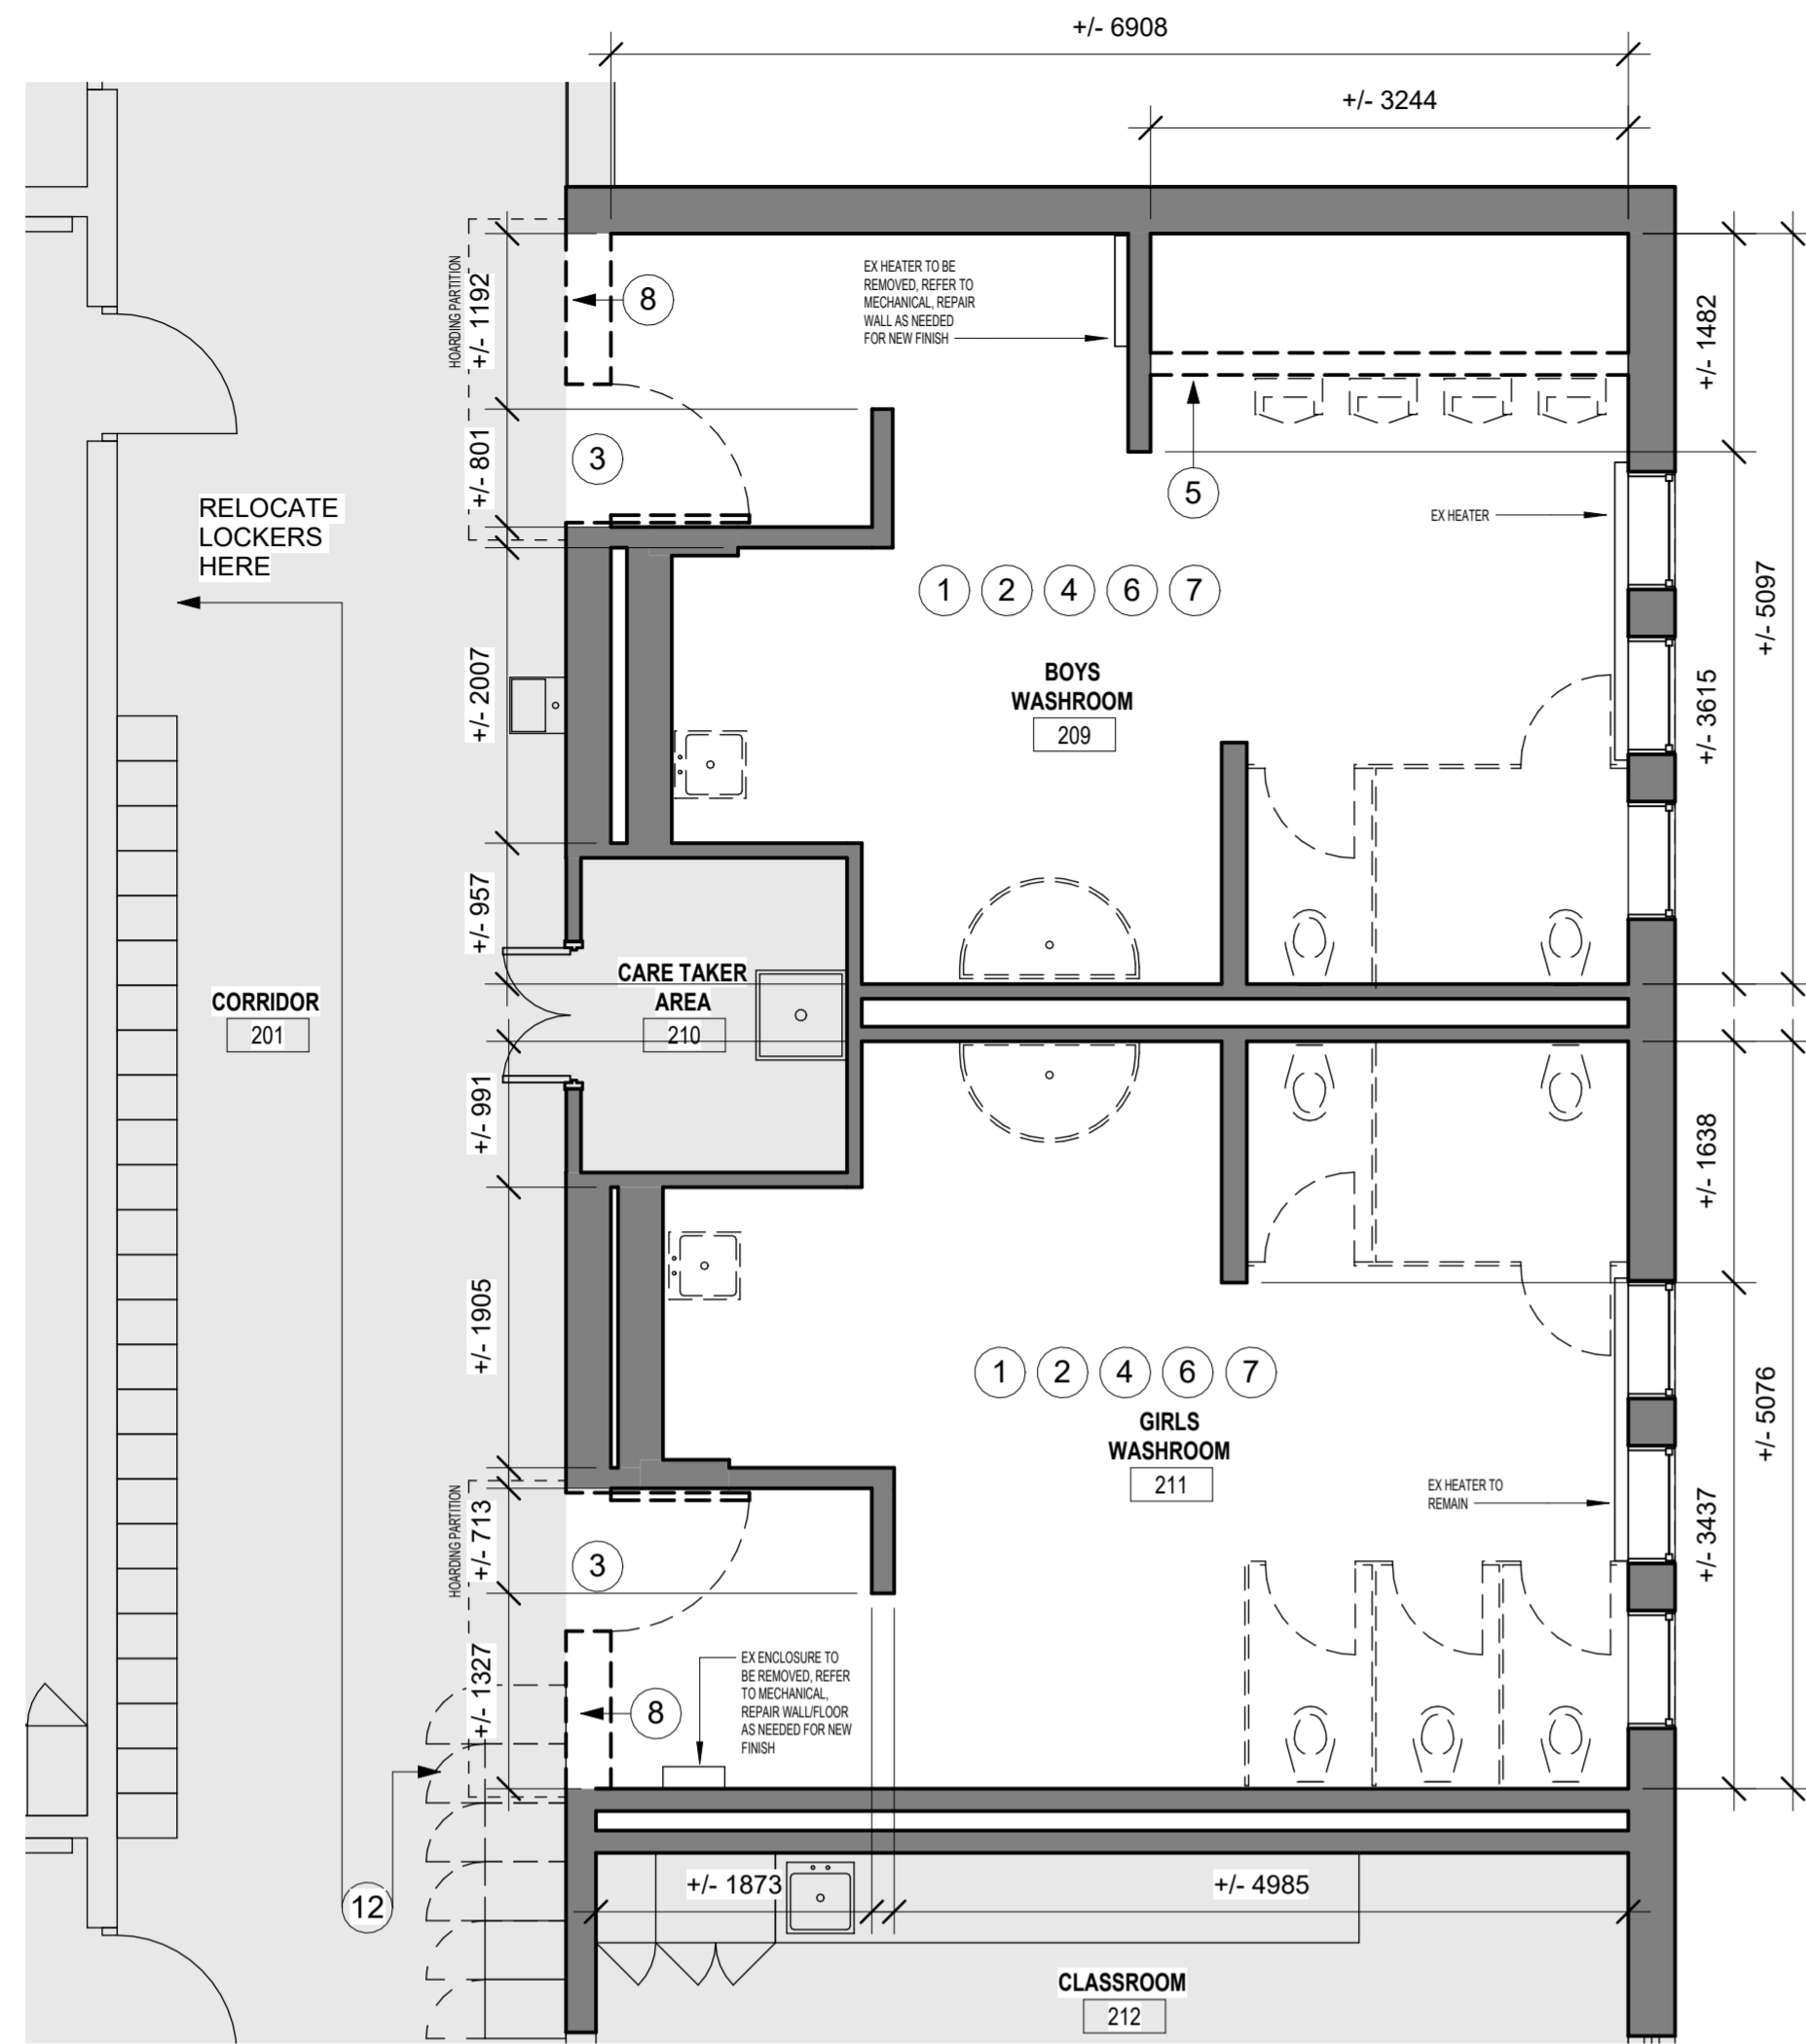 +/- 6908
+/- 3244
HOARDING PARTITION
+/- 1192
8
EX HEATER TO BE
REMOVED, REFER TO
MECHANICAL, REPAIR
WALL AS NEEDED
FOR NEW FINISH
+/- 1482
+/- 801
3
5
RELOCATE
LOCKERS
HERE
EX HEATER
1 2 4 6 7
+/- 5097
+/- 2007
BOYS
WASHROOM
209
+/- 3615
+/- 957
CORRIDOR
201
CARE TAKER
AREA
210
+/- 991
+/- 1638
+/- 1905
1 2 4 6 7
GIRLS
WASHROOM
211
+/- 5076
EX HEATER TO
REMAIN
+/- 3437
HOARDING PARTITION
+/- 713
3
+/- 1327
8
EX ENCLOSURE TO
BE REMOVED, REFER
TO MECHANICAL,
REPAIR WALL/FLOOR
AS NEEDED FOR NEW
FINISH
12
+/- 1873
+/- 4985
CLASSROOM
212